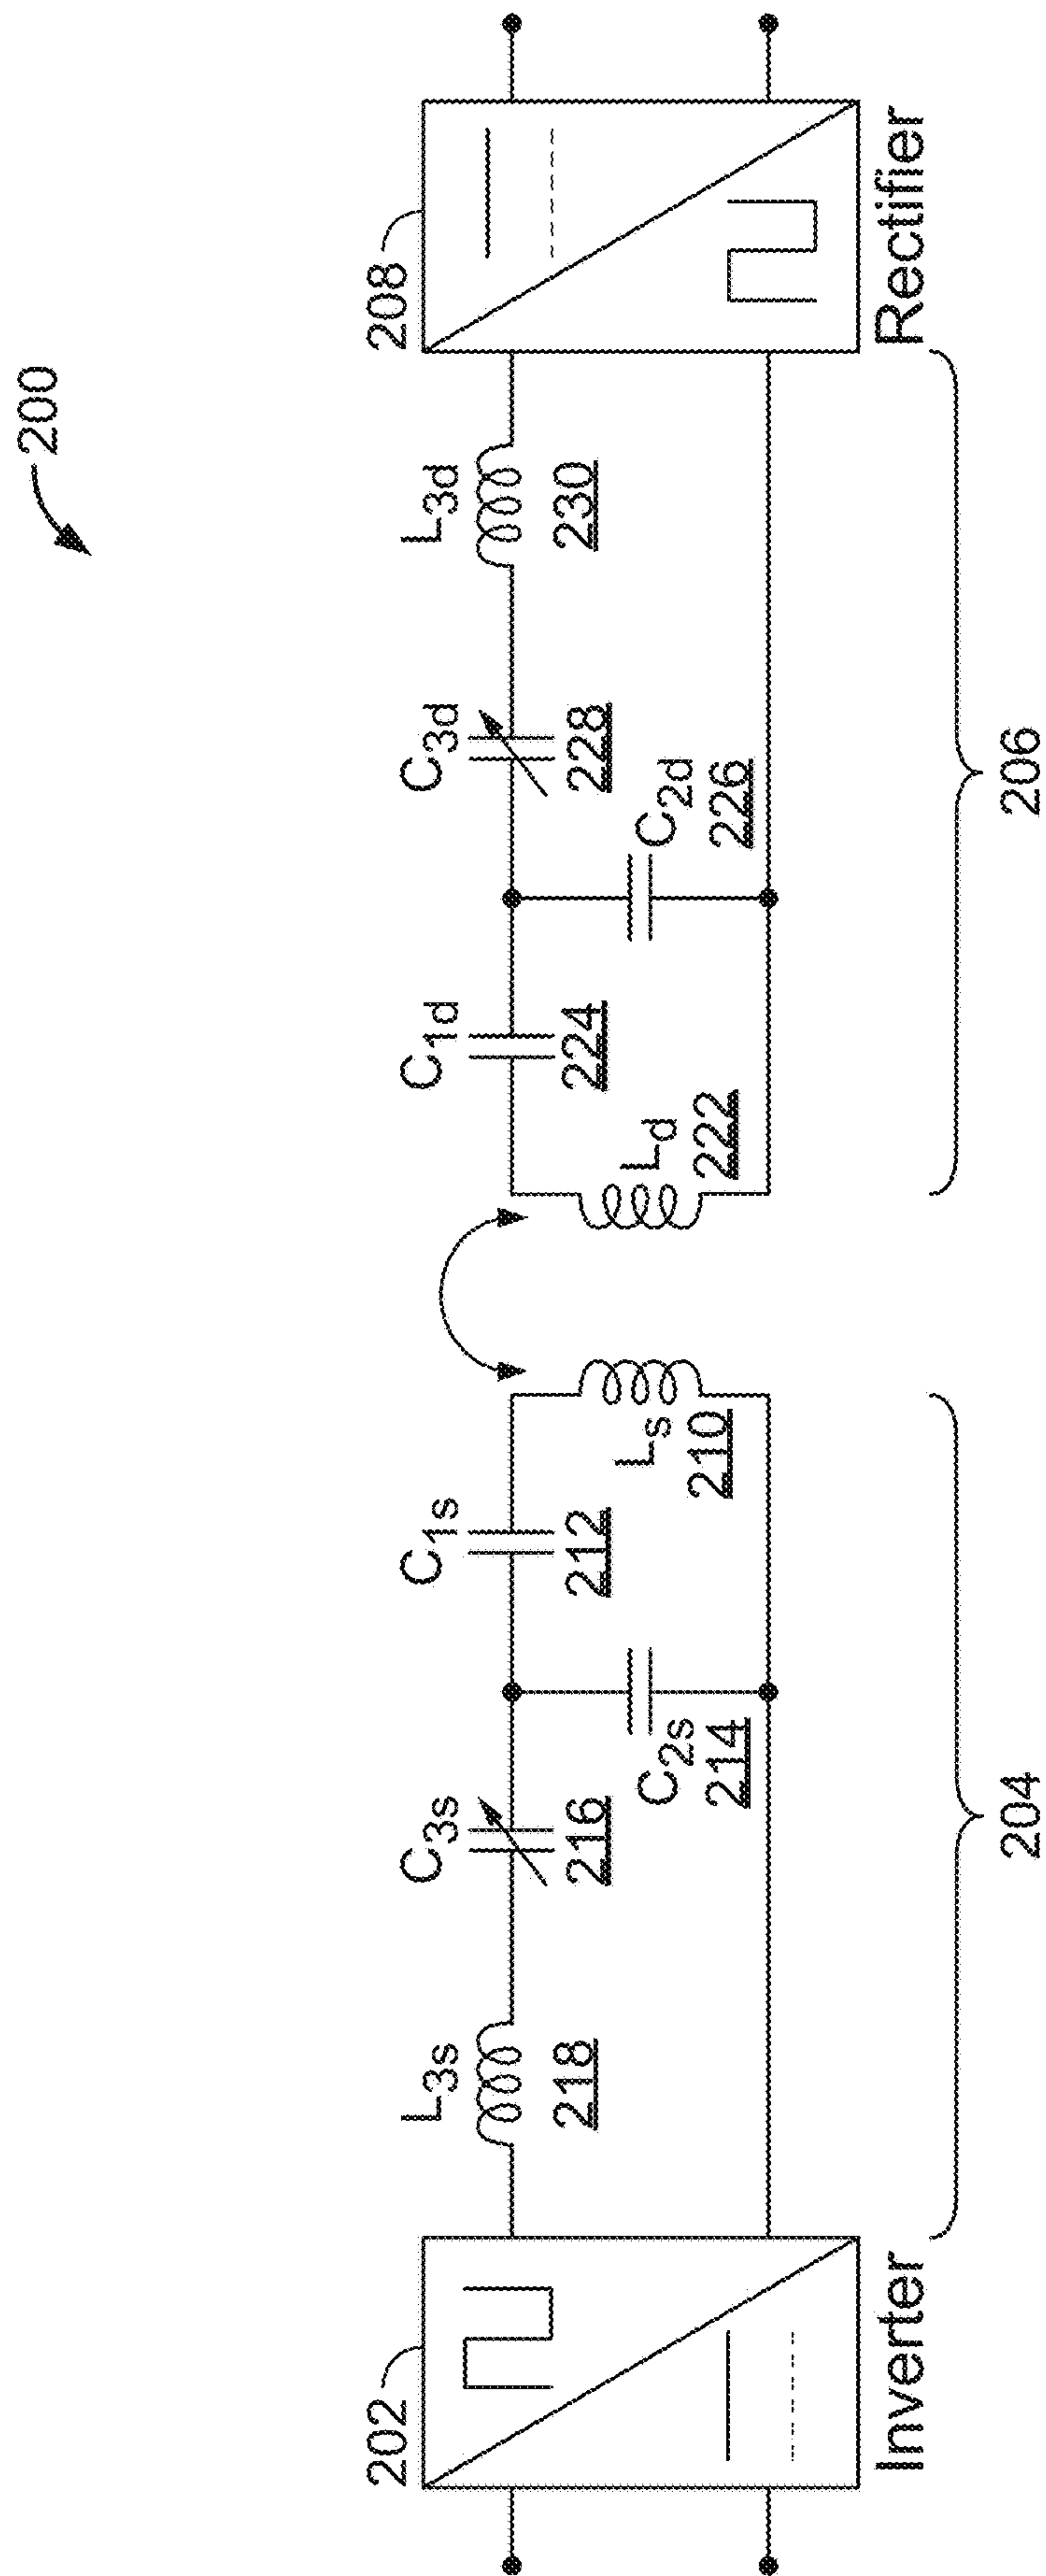 200
202
Inverter
L3s
218
C3s
216
C2s
214
C1s
212
Ls
210
204
Ld
222
C1d
224
C2d
226
C3d
228
L3d
230
206
208
Rectifier